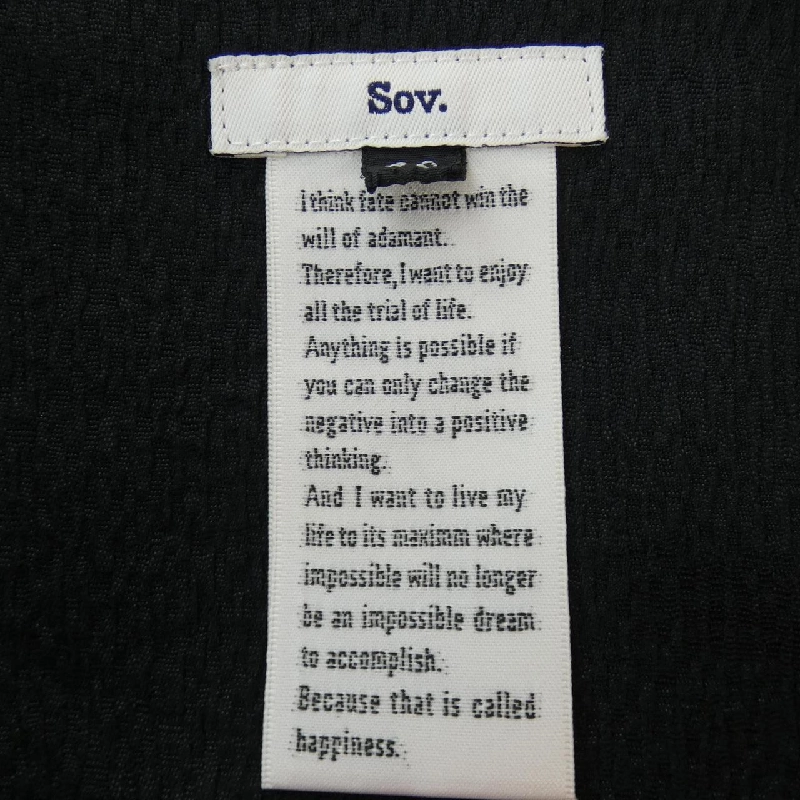 Sov.
I think fate cannot win the
will of adamant.
Therefore, I want to enjoy
all the trial of life.
Anything is possible if
you can only change the
negative into a positive
thinking.
And I want to live my
life to its maximm where
impossible will no longer
be an impossible dream
to accomplish.
Because that is called
happiness.